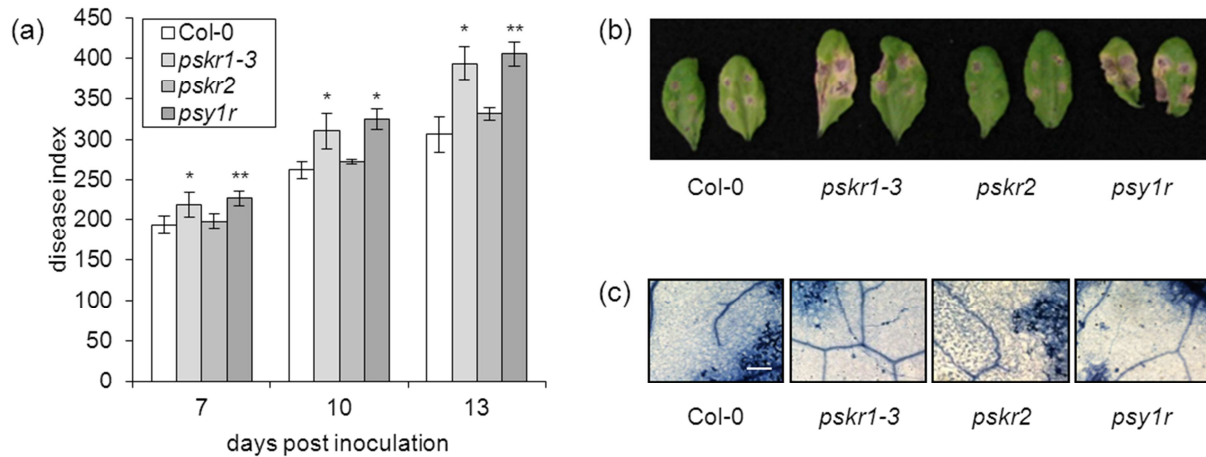 (a)
450
400
350
300
250
200
150
100
50
0
disease index
Col-0
pskr1-3
pskr2
psy1r
* **
* *
* **
7 10 13
days post inoculation
(b)
Col-0 pskr1-3 pskr2 psy1r
(c)
Col-0 pskr1-3 pskr2 psy1r